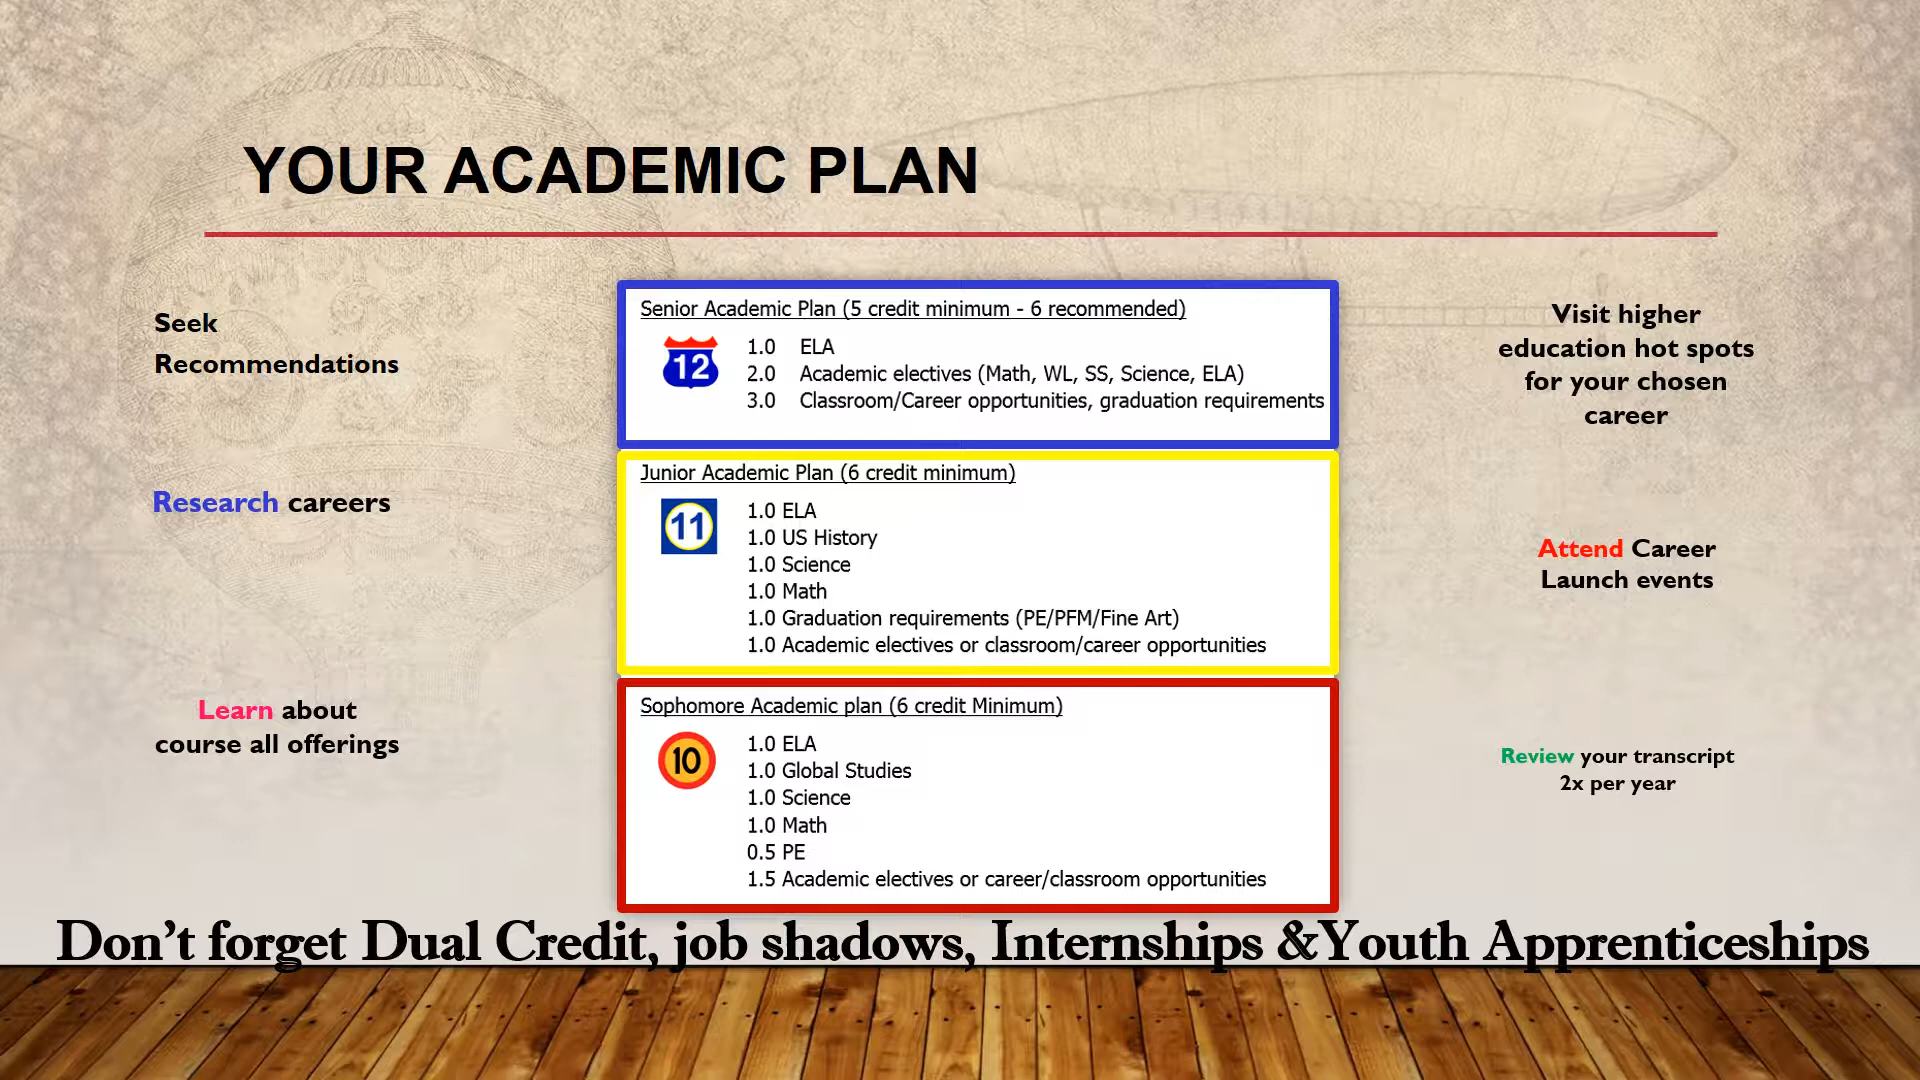 YOUR ACADEMIC PLAN
Seek
Recommendations
Research careers
Learn about
course all offerings
Senior Academic Plan (5 credit minimum - 6 recommended)
12
1.0 ELA
2.0 Academic electives (Math, WL, SS, Science, ELA)
3.0 Classroom/Career opportunities, graduation requirements
Junior Academic Plan (6 credit minimum)
11
1.0 ELA
1.0 US History
1.0 Science
1.0 Math
1.0 Graduation requirements (PE/PFM/Fine Art)
1.0 Academic electives or classroom/career opportunities
Sophomore Academic plan (6 credit Minimum)
10
1.0 ELA
1.0 Global Studies
1.0 Science
1.0 Math
0.5 PE
1.5 Academic electives or career/classroom opportunities
Visit higher
education hot spots
for your chosen
career
Attend Career
Launch events
Review your transcript
2x per year
Don’t forget Dual Credit, job shadows, Internships &Youth Apprenticeships